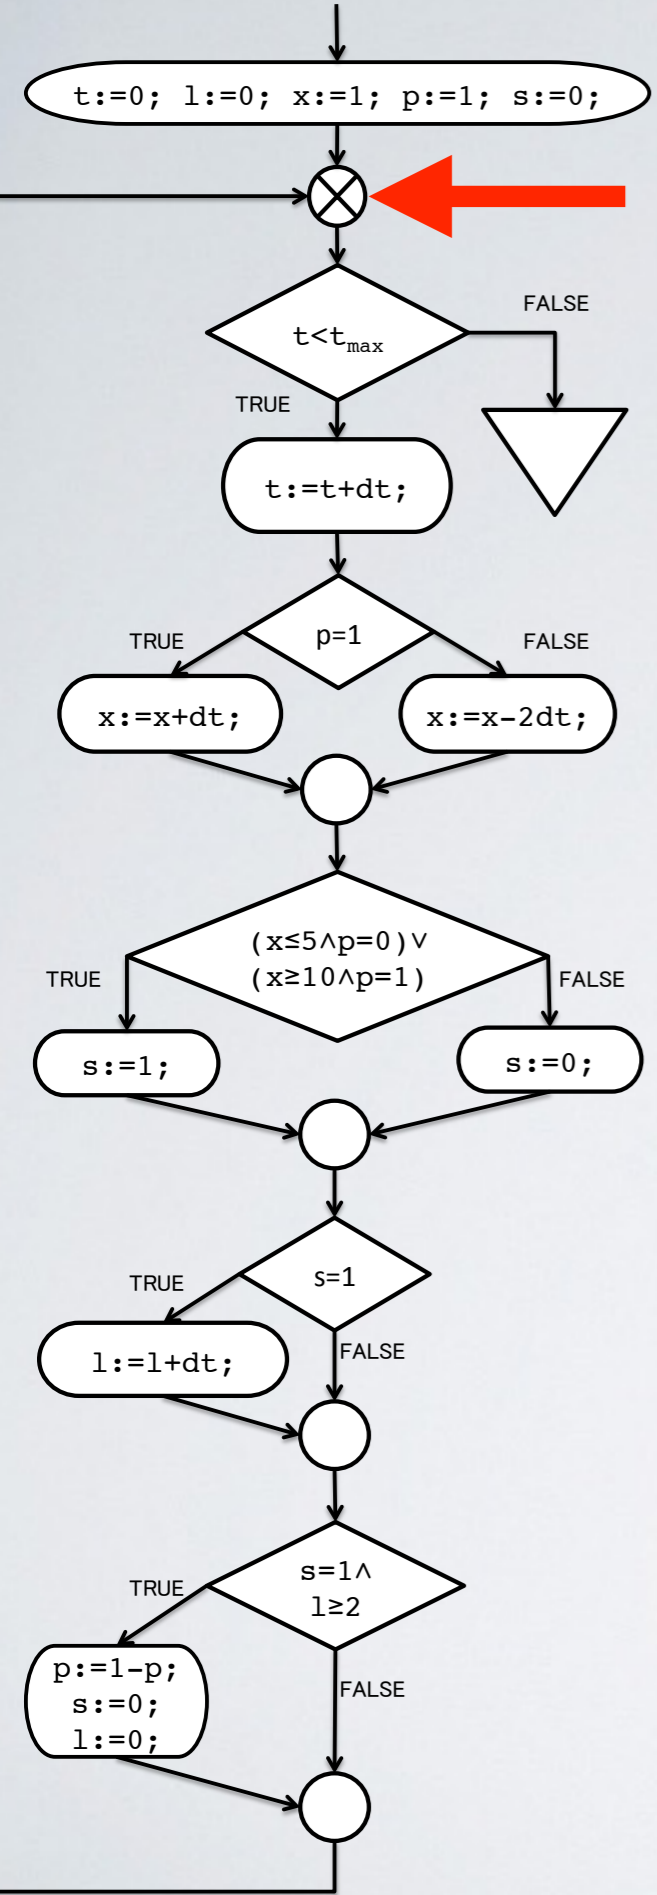 t:=0; l:=0; x:=1; p:=1; s:=0;
t<tmax
FALSE
TRUE
t:=t+dt;
p=1
TRUE
FALSE
x:=x+dt;
x:=x-2dt;
(x≤5∧p=0)∨
(x≥10∧p=1)
TRUE
FALSE
s:=1;
s:=0;
s=1
TRUE
FALSE
l:=l+dt;
s=1∧
l≥2
TRUE
FALSE
p:=1-p;
s:=0;
l:=0;